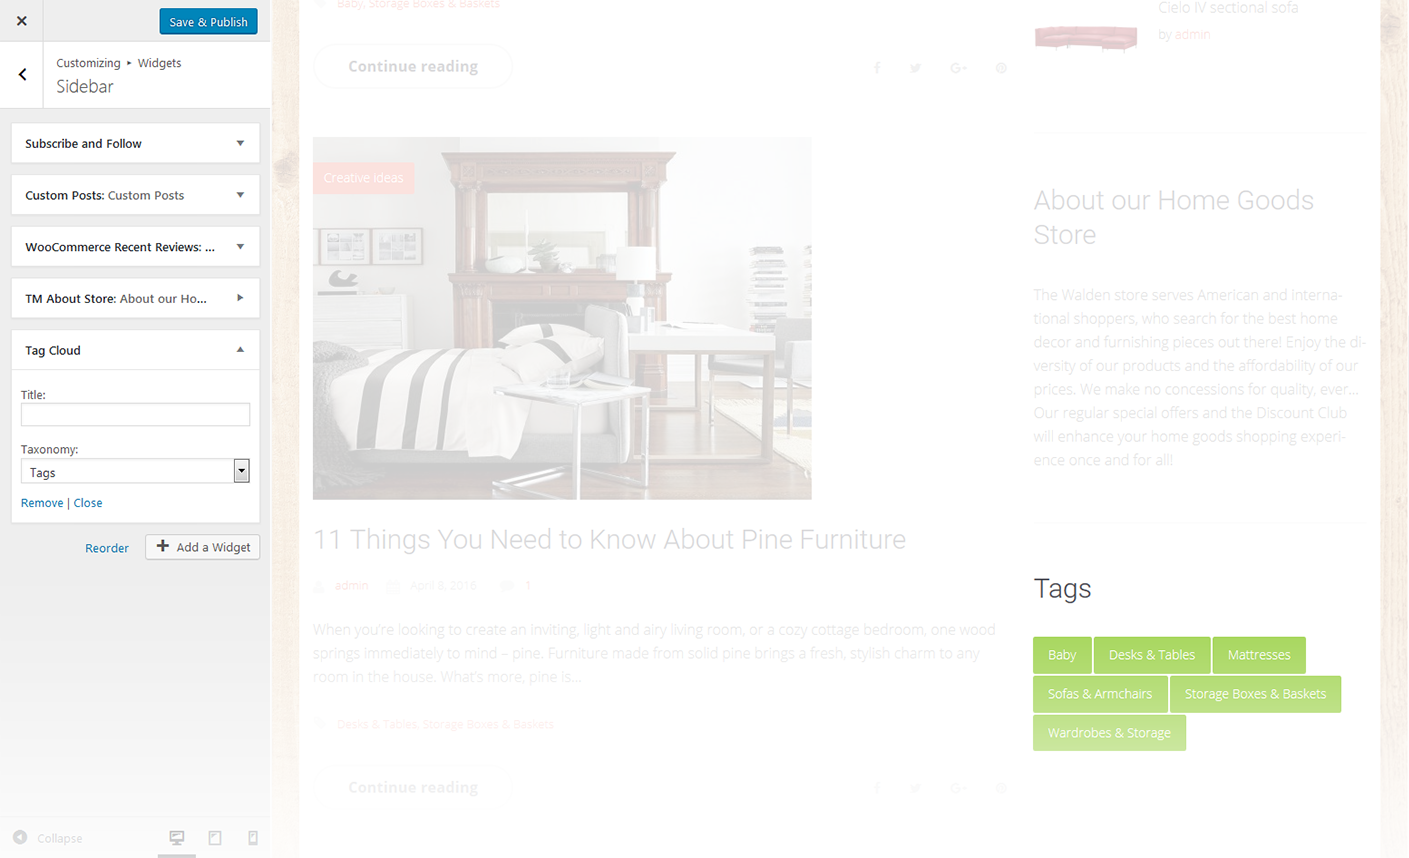 Save & Publish
Customizing ▸ Widgets
Sidebar
Subscribe and Follow
Custom Posts: Custom Posts
WooCommerce Recent Reviews: ...
TM About Store: About our Ho...
Tag Cloud
Title:
Taxonomy:
Tags
Remove | Close
Reorder
Add a Widget
Collapse
Baby, Storage Boxes & Baskets
Continue reading
Creative ideas
11 Things You Need to Know About Pine Furniture
admin April 8, 2016 1
When you're looking to create an inviting, light and airy living room, or a cozy cottage bedroom, one wood
springs immediately to mind – pine. Furniture made from solid pine brings a fresh, stylish charm to any
room in the house. What's more, pine is...
Desks & Tables, Storage Boxes & Baskets
Continue reading
Cielo IV sectional sofa
by admin
About our Home Goods
Store
The Walden store serves American and interna-
tional shoppers, who search for the best home
decor and furnishing pieces out there! Enjoy the di-
versity of our products and the affordability of our
prices. We make no concessions for quality, ever...
Our regular special offers and the Discount Club
will enhance your home goods shopping experi-
ence once and for all!
Tags
Baby
Desks & Tables
Mattresses
Sofas & Armchairs
Storage Boxes & Baskets
Wardrobes & Storage